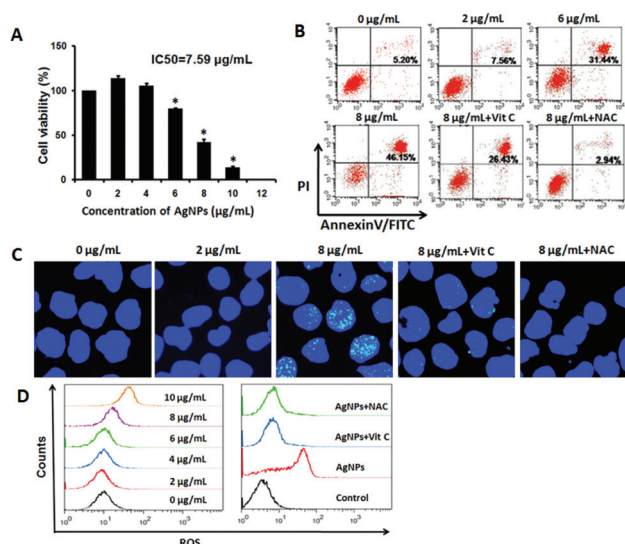 A
IC50=7.59 µg/mL
Cell viability (%)
150
100
50
0
0 2 4 6 8 10 12
* * *
Concentration of AgNPs (µg/mL)
B
0 µg/mL 2 µg/mL 6 µg/mL
5.20% 7.56% 31.44%
8 µg/mL 8 µg/mL+Vit C 8 µg/mL+NAC
46.15% 26.43% 2.94%
PI
AnnexinV/FITC
C
0 µg/mL 2 µg/mL 8 µg/mL 8 µg/mL+Vit C 8 µg/mL+NAC
D
Counts
10 µg/mL
8 µg/mL
6 µg/mL
4 µg/mL
2 µg/mL
0 µg/mL
10⁰ 10¹ 10² 10³
AgNPs+NAC
AgNPs+Vit C
AgNPs
Control
10⁰ 10¹ 10² 10³
ROS